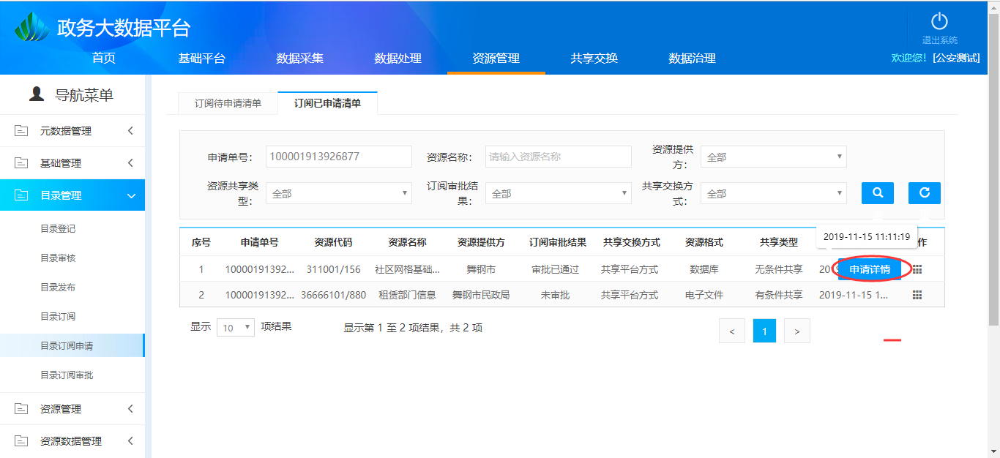 政务大数据平台
退出系统
首页 基础平台 数据采集 数据处理 资源管理 共享交换 数据治理 欢迎您! [公安测试]
导航菜单
元数据管理
基础管理
目录管理
目录登记
目录审核
目录发布
目录订阅
目录订阅申请
目录订阅审批
资源管理
资源数据管理
订阅待申请清单 订阅已申请清单
申请单号: 100001913926877 资源名称: 请输入资源名称 资源提供
方: 全部
资源共享类
型: 全部 订阅审批结
果: 全部 共享交换方
式: 全部
2019-11-15 11:11:19
序号 申请单号 资源代码 资源名称 资源提供方 订阅审批结果 共享交换方式 资源格式 共享类型 作
1 10000191392... 311001/156 社区网格基础... 舞钢市 审批已通过 共享平台方式 数据库 无条件共享 201 申请详情
2 10000191392... 36666101/880 租赁部门信息 舞钢市民政局 未审批 共享平台方式 电子文件 有条件共享 2019-11-15 1...
显示 10 项结果 显示第 1 至 2 项结果，共 2 项 < 1 >